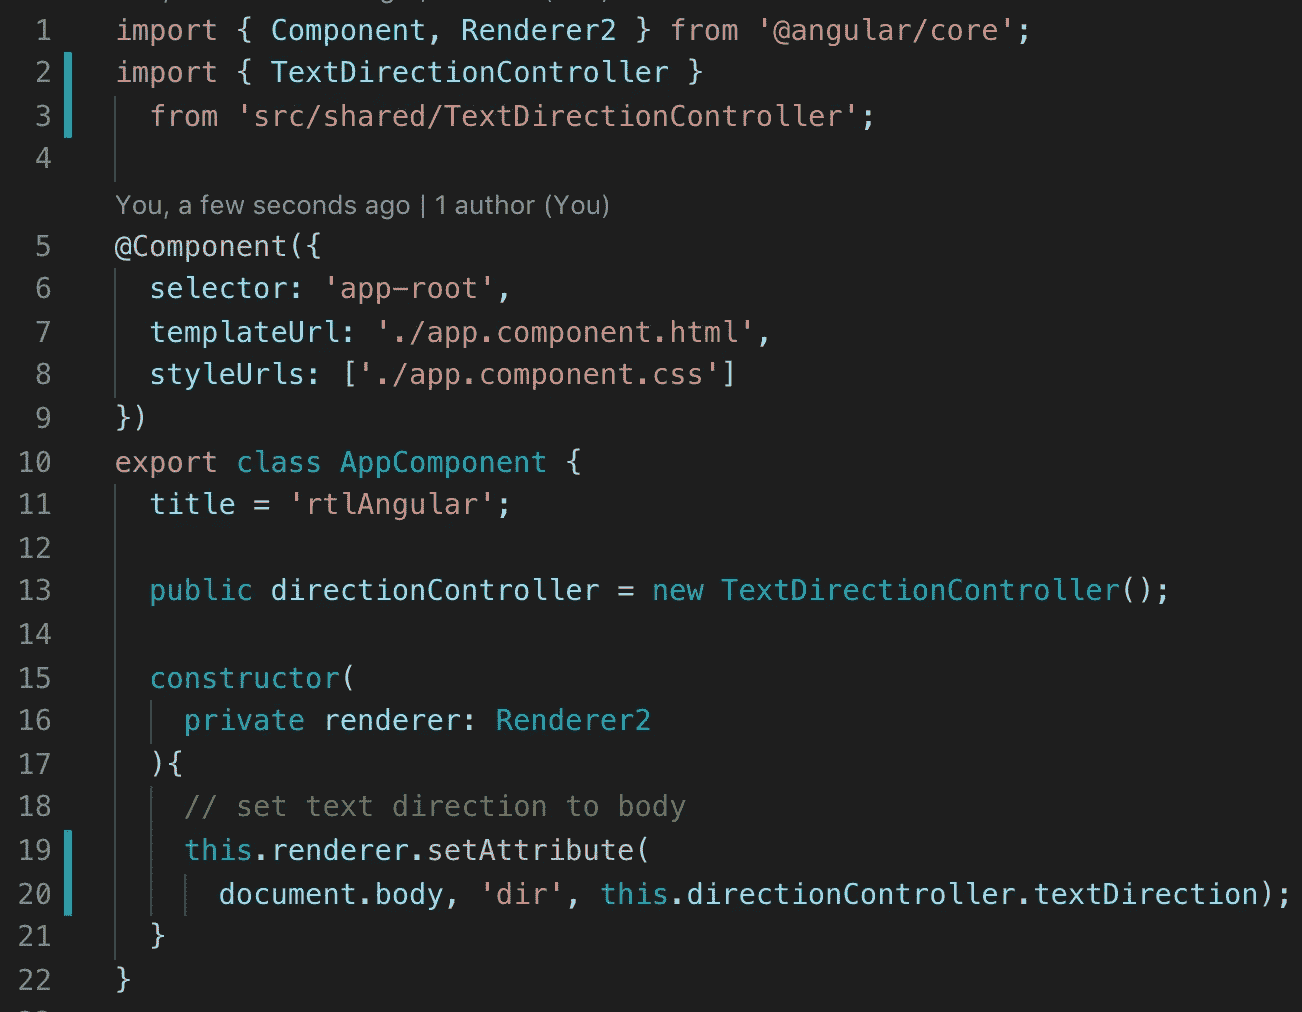 1 import { Component, Renderer2 } from '@angular/core';
2 import { TextDirectionController }
3 from 'src/shared/TextDirectionController';
4
You, a few seconds ago | 1 author (You)
5 @Component({
6 selector: 'app-root',
7 templateUrl: './app.component.html',
8 styleUrls: ['./app.component.css']
9 })
10 export class AppComponent {
11 title = 'rtlAngular';
12
13 public directionController = new TextDirectionController();
14
15 constructor(
16 private renderer: Renderer2
17 ){
18 // set text direction to body
19 this.renderer.setAttribute(
20 document.body, 'dir', this.directionController.textDirection);
21 }
22 }